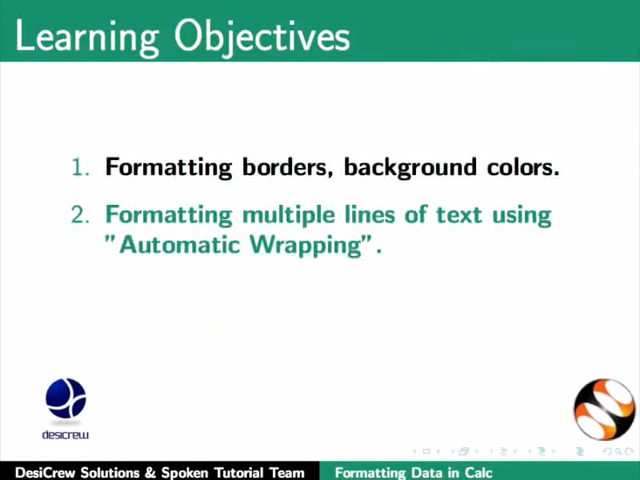 Learning Objectives
1. Formatting borders, background colors.
2. Formatting multiple lines of text using
"Automatic Wrapping".
desicrew
DesiCrew Solutions & Spoken Tutorial Team
Formatting Data in Calc